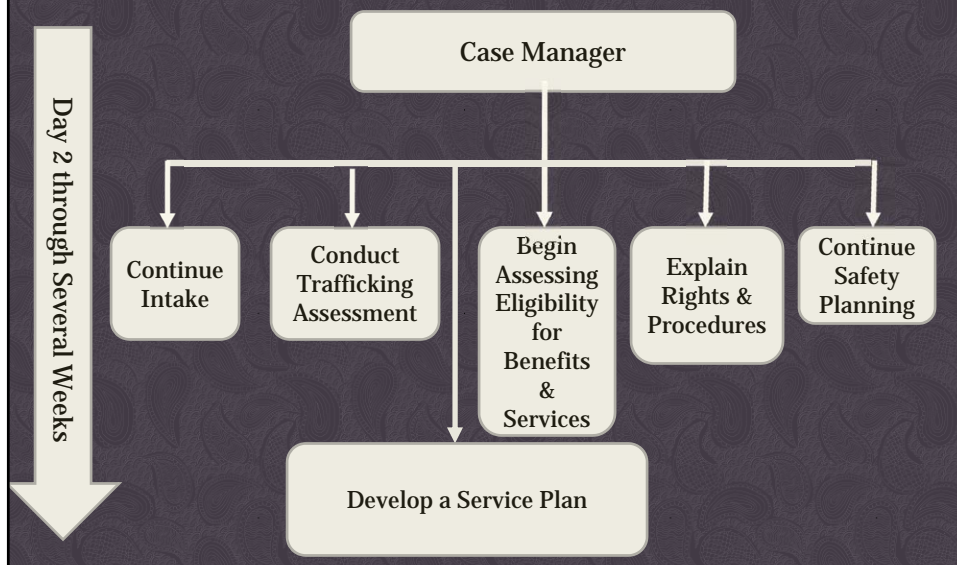 Case Manager
Day 2 through Several Weeks
Continue
Intake
Conduct
Trafficking
Assessment
Begin
Assessing
Eligibility
for
Benefits
&
Services
Explain
Rights &
Procedures
Continue
Safety
Planning
Develop a Service Plan